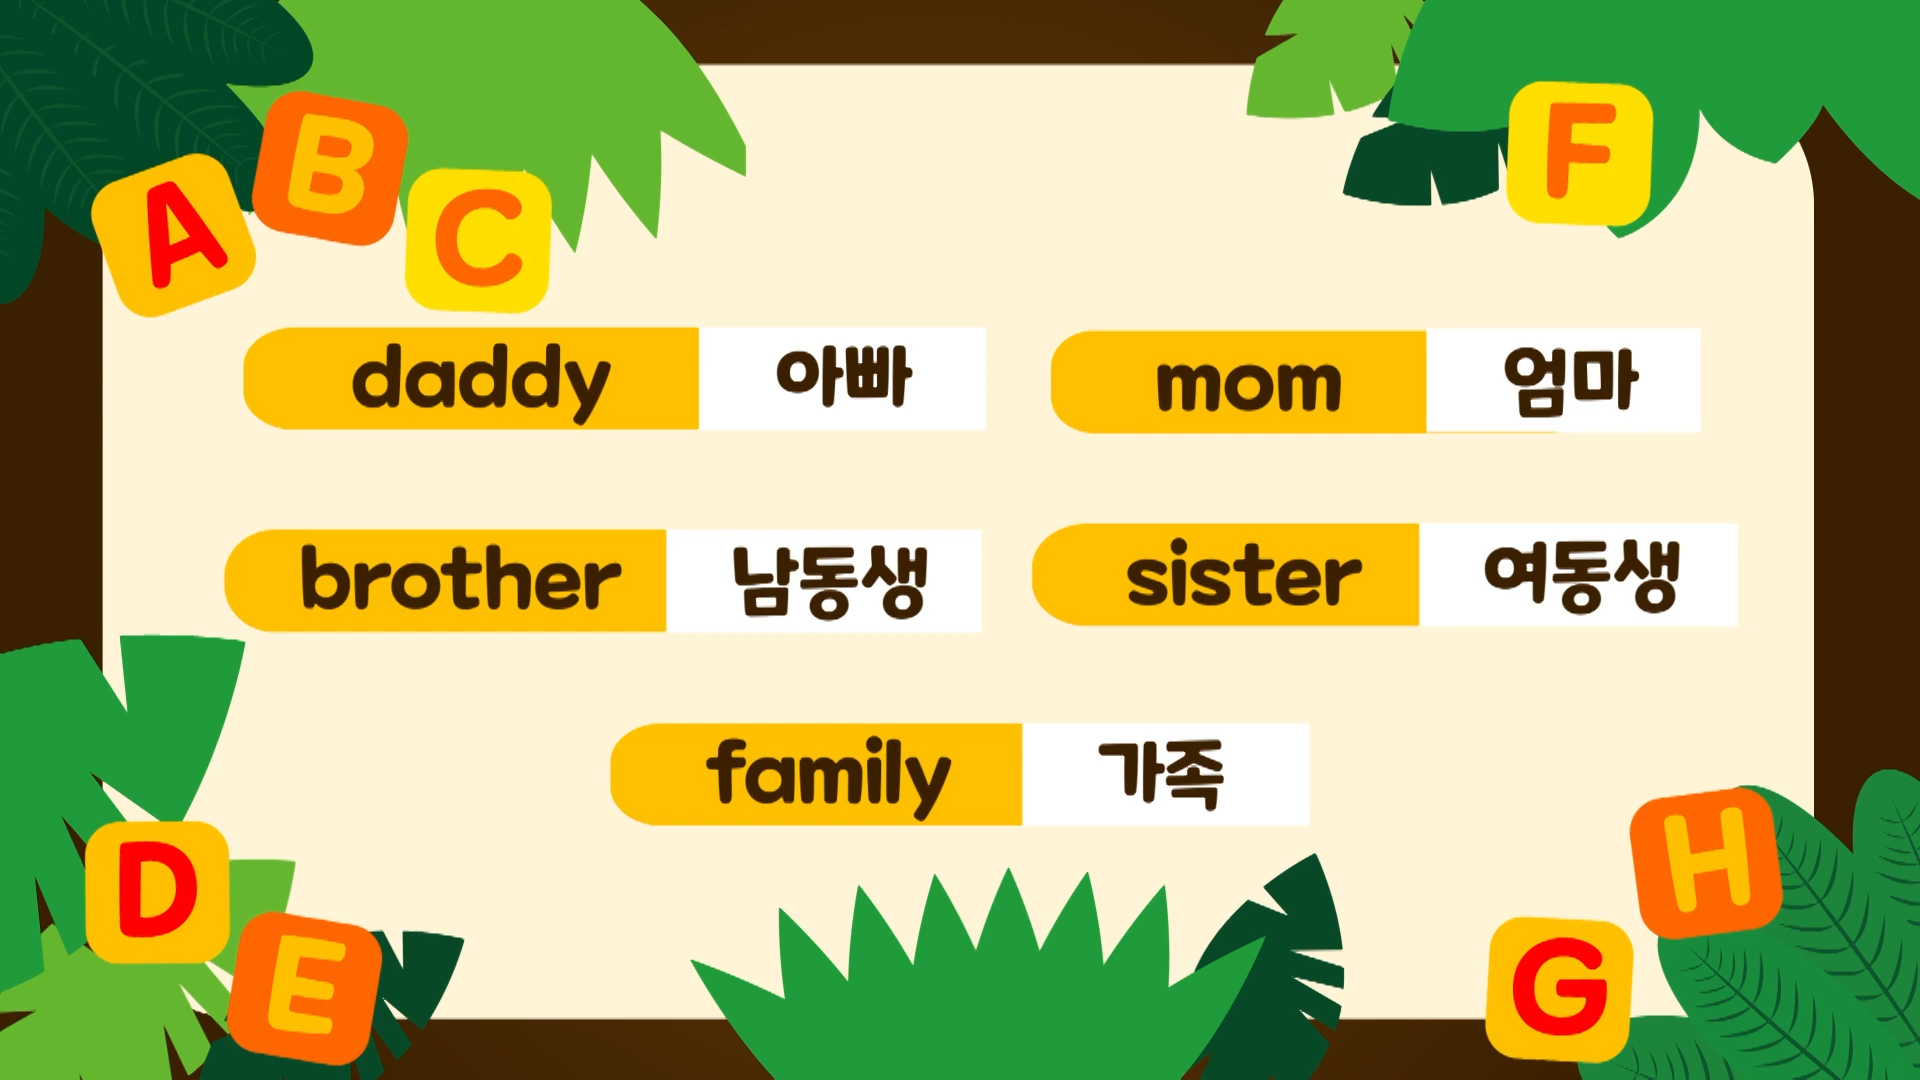 A B C
F
daddy 아빠
mom 엄마
brother 남동생
sister 여동생
family 가족
D
E
H
G